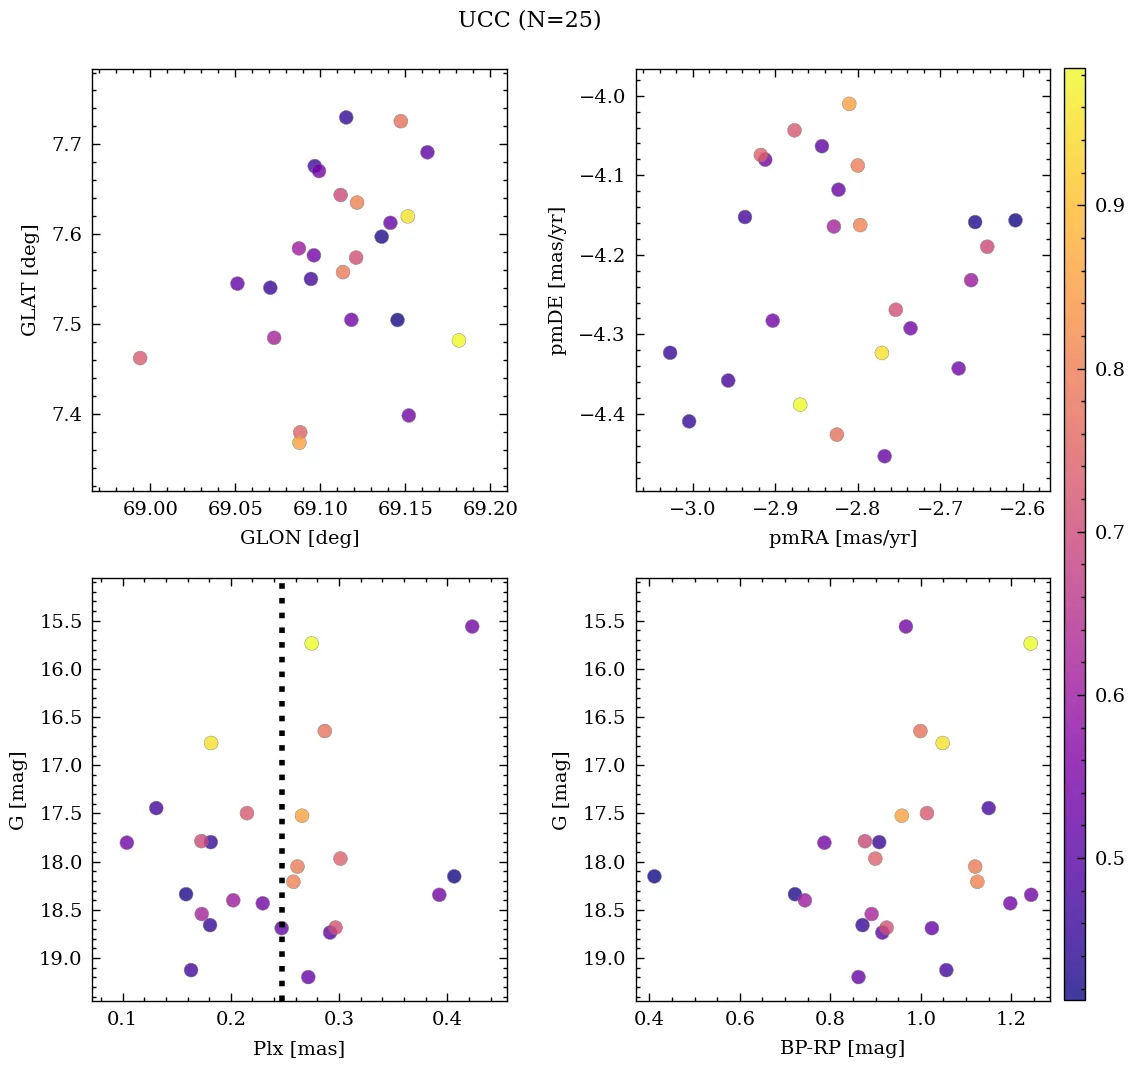 UCC (N=25)
7.7
7.6
7.5
7.4
GLAT [deg]
69.00 69.05 69.10 69.15 69.20
GLON [deg]
−4.0
−4.1
−4.2
−4.3
−4.4
pmDE [mas/yr]
−3.0 −2.9 −2.8 −2.7 −2.6
pmRA [mas/yr]
0.9
0.8
0.7
0.6
0.5
15.5
16.0
16.5
17.0
17.5
18.0
18.5
19.0
G [mag]
0.1 0.2 0.3 0.4
Plx [mas]
15.5
16.0
16.5
17.0
17.5
18.0
18.5
19.0
G [mag]
0.4 0.6 0.8 1.0 1.2
BP-RP [mag]